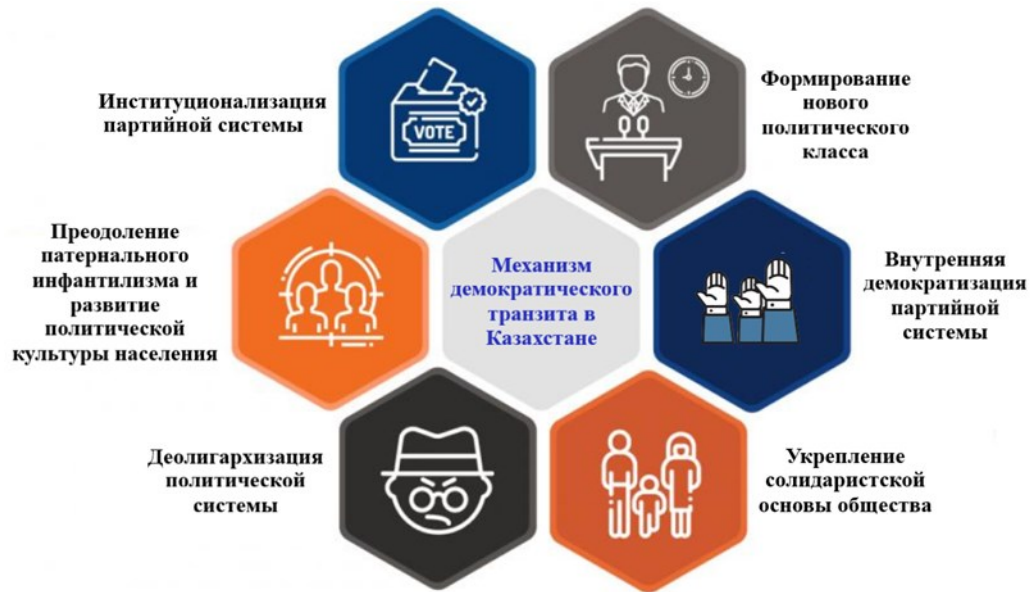 Институционализация
партийной системы
VOTE
Формирование
нового
политического
класса
Преодоление
патернального
инфантилизма и
развитие
политической
культуры населения
Механизм
демократического
транзита в
Казахстане
Внутренняя
демократизация
партийной
системы
Деолигархизация
политической
системы
Укрепление
солидаристской
основы общества